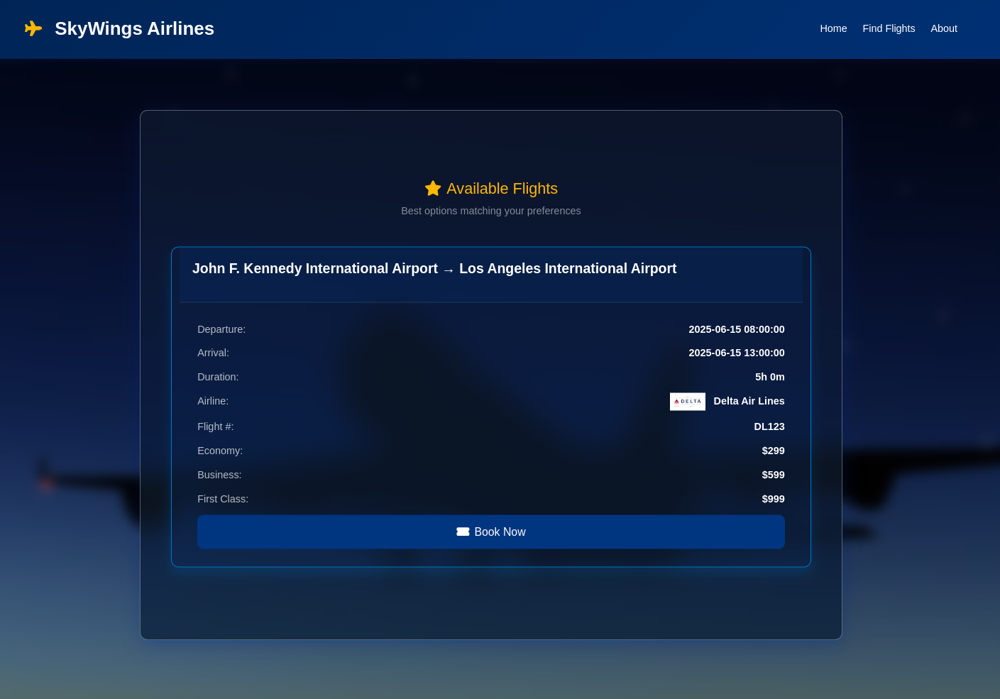 SkyWings Airlines
Home Find Flights About
Available Flights
Best options matching your preferences
John F. Kennedy International Airport → Los Angeles International Airport
Departure: 2025-06-15 08:00:00
Arrival: 2025-06-15 13:00:00
Duration: 5h 0m
Airline: DELTA Delta Air Lines
Flight #: DL123
Economy: $299
Business: $599
First Class: $999
Book Now